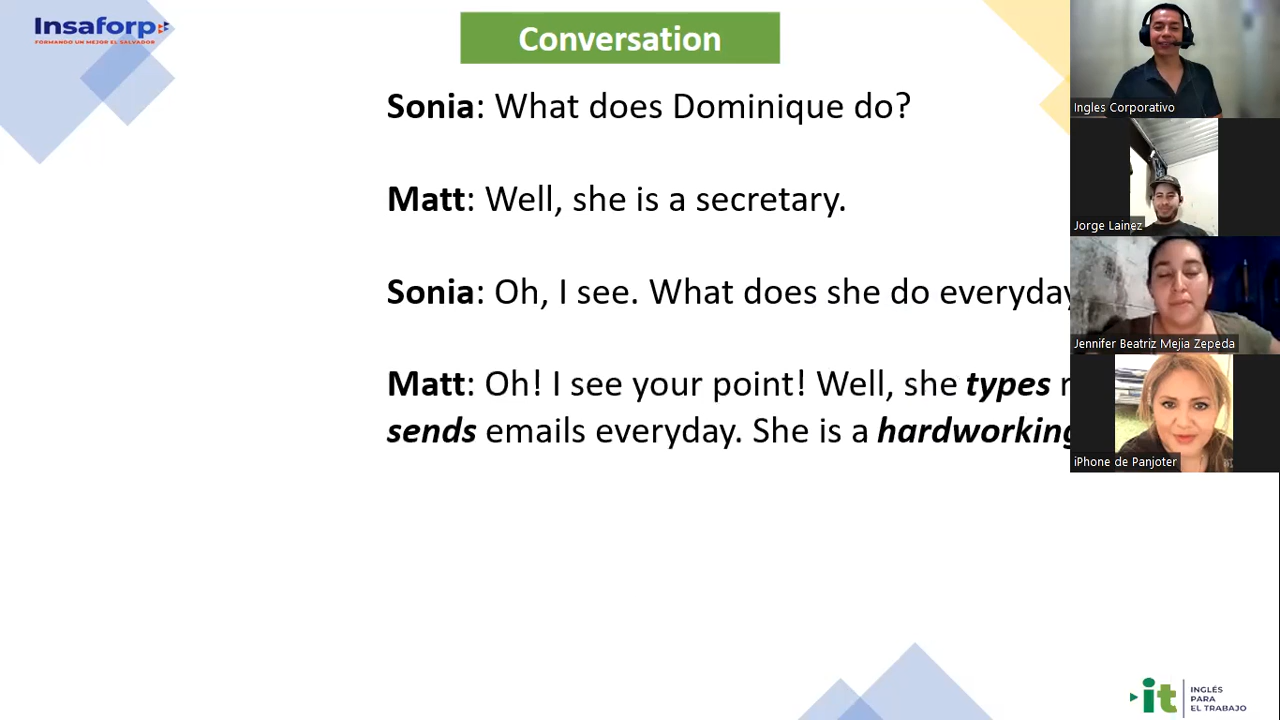 Insaforp
FORMANDO UN MEJOR EL SALVADOR
Conversation
Sonia: What does Dominique do?
Matt: Well, she is a secretary.
Sonia: Oh, I see. What does she do everyday
Matt: Oh! I see your point! Well, she types
sends emails everyday. She is a hardworking
Ingles Corporativo
Jorge Lainez
Jennifer Beatriz Mejia Zepeda
iPhone de Panjoter
it INGLÉS
PARA
EL TRABAJO